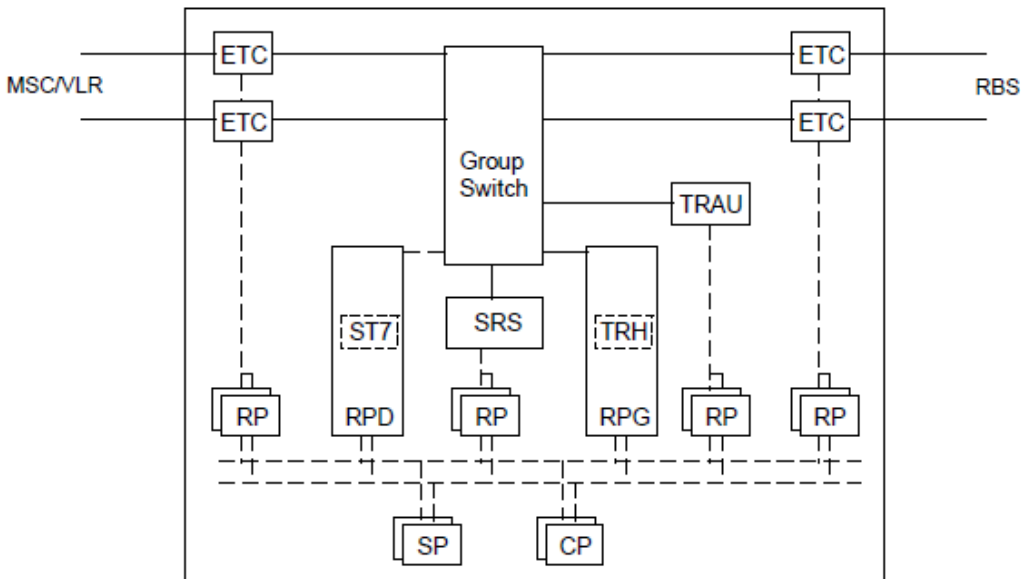 ETC
ETC
MSC/VLR
RBS
ETC
ETC
Group
Switch
TRAU
ST7
SRS
TRH
RP
RPD
RP
RPG
RP
RP
SP
CP